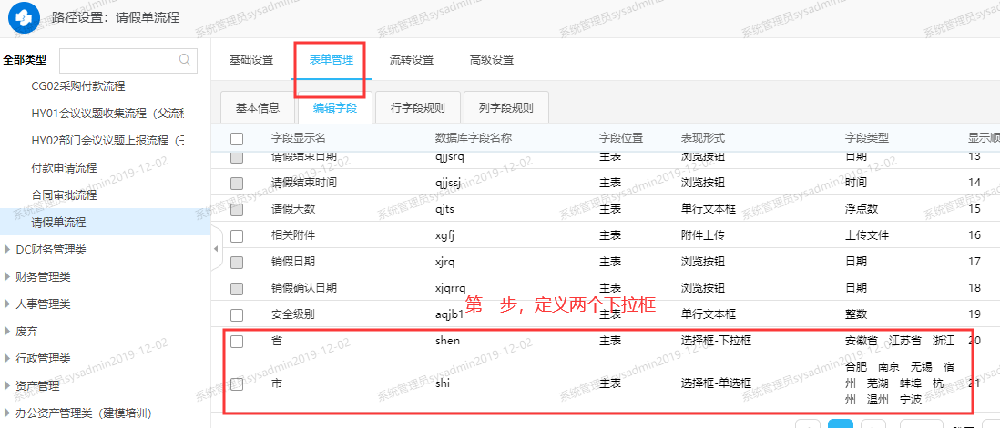 路径设置：请假单流程
全部类型
CG02采购付款流程
HY01会议议题收集流程（父流程
HY02部门会议议题上报流程（子
付款申请流程
合同审批流程
请假单流程
DC财务管理类
财务管理类
人事管理类
废弃
行政管理类
资产管理
办公资产管理类（建模培训）
基础设置 表单管理 流转设置 高级设置
基本信息 编辑字段 行字段规则 列字段规则
字段显示名 数据库字段名称 字段位置 表现形式 字段类型 显示顺
请假结束日期 qjjsrq 主表 浏览按钮 日期 13
请假结束时间 qjjssj 主表 浏览按钮 时间 14
请假天数 qjts 主表 单行文本框 浮点数 15
相关附件 xgfj 主表 附件上传 上传文件 16
销假日期 xjrq 主表 浏览按钮 日期 17
销假确认日期 xjqrrq 主表 浏览按钮 日期 18
第一步，定义两个下拉框
安全级别 aqjb1 主表 单行文本框 整数 19
省 shen 主表 选择框-下拉框 安徽省 江苏省 浙江 20
市 shi 主表 选择框-单选框 合肥 南京 无锡 宿
州 芜湖 蚌埠 杭 21
州 温州 宁波
系统管理员sysadmin2019-12-02